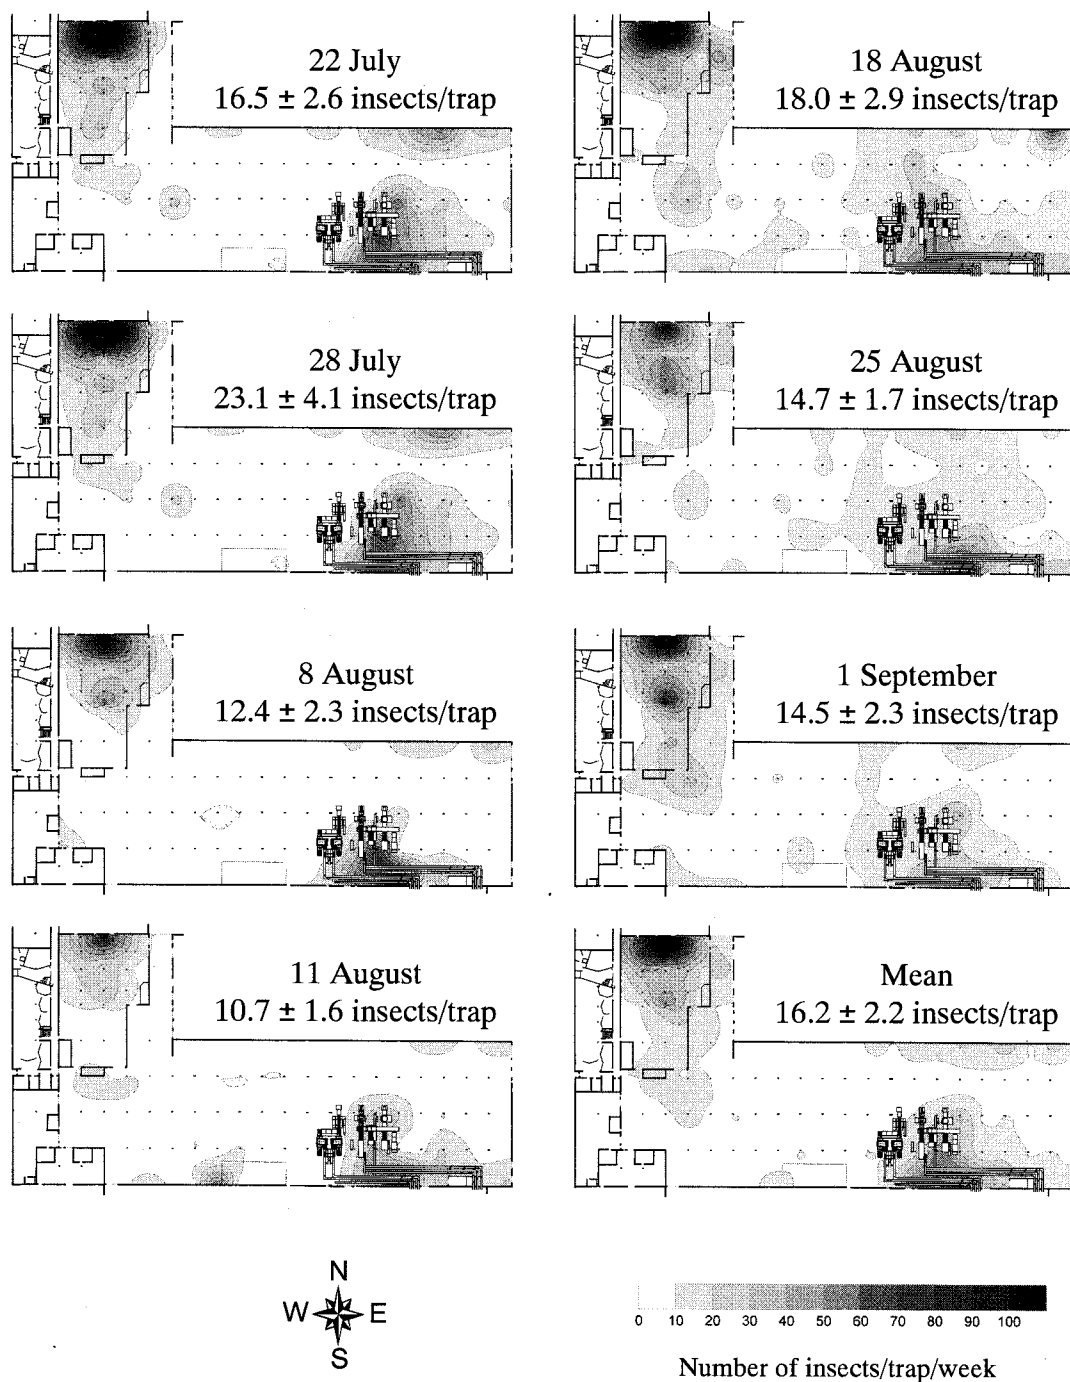 22 July
16.5 ± 2.6 insects/trap
18 August
18.0 ± 2.9 insects/trap
28 July
23.1 ± 4.1 insects/trap
25 August
14.7 ± 1.7 insects/trap
8 August
12.4 ± 2.3 insects/trap
1 September
14.5 ± 2.3 insects/trap
11 August
10.7 ± 1.6 insects/trap
Mean
16.2 ± 2.2 insects/trap
N
W E
S
0 10 20 30 40 50 60 70 80 90 100
Number of insects/trap/week